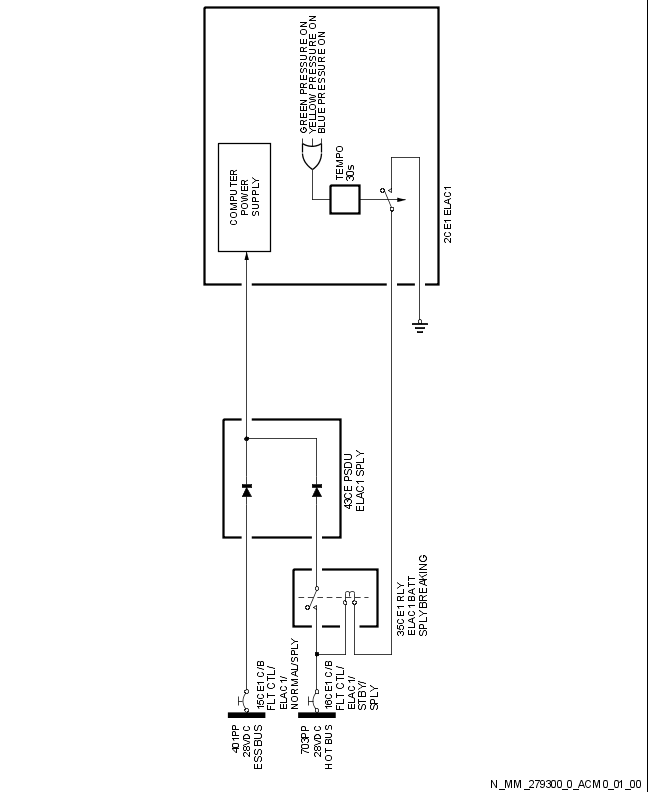 GREEN PRESSURE ON
YELLOW PRESSURE ON
BLUE PRESSURE ON
TEMPO
30s
COMPUTER
POWER
SUPPLY
2CE1 ELAC1
43CE PSDU
ELAC1 SPLY
35CE1 RLY
ELAC1 BATT
SPLY BREAKING
15CE1 C/B
FLT CTL/
ELAC1/
NORMAL/SPLY
16CE1 C/B
FLT CTL/
ELAC1/
STBY/
SPLY
401PP
28VDC
ESS BUS
703PP
28VDC
HOT BUS
N_MM_279300_0_ACM0_01_00